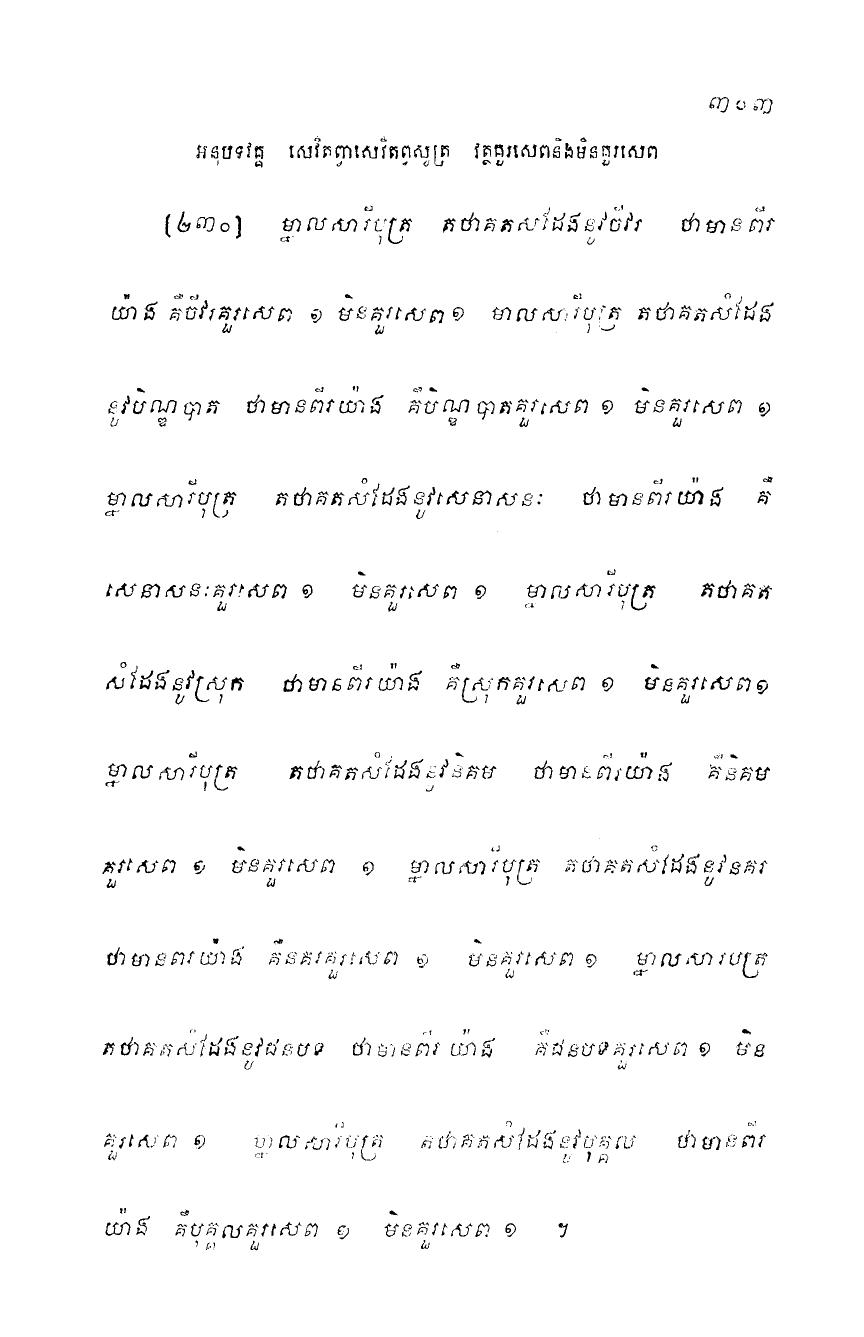 ៣០៣
អនុបទវគ្គ សេវិតព្វាសេវិតព្វសូត្រ វត្ថុគួរសេពនិងមិនគួរសេព
[២៣០] ម្នាលសារីបុត្រ តថាគតសំដែងនូវចីវរ ថាមានពីរ
យ៉ាង គឺចីវរគួរសេព ១ មិនគួរសេព ១ ម្នាលសារីបុត្រ តថាគតសំដែង
នូវបិណ្ឌបាត ថាមានពីរយ៉ាង គឺបិណ្ឌបាតគួរសេព ១ មិនគួរសេព ១
ម្នាលសារីបុត្រ តថាគតសំដែងនូវសេនាសនៈ ថាមានពីរយ៉ាង គឺ
សេនាសនៈគួរសេព ១ មិនគួរសេព ១ ម្នាលសារីបុត្រ តថាគត
សំដែងនូវស្រុក ថាមានពីរយ៉ាង គឺស្រុកគួរសេព ១ មិនគួរសេព ១
ម្នាលសារីបុត្រ តថាគតសំដែងនូវនិគម ថាមានពីរយ៉ាង គឺនិគម
គួរសេព ១ មិនគួរសេព ១ ម្នាលសារីបុត្រ តថាគតសំដែងនូវនគរ
ថាមានពីរយ៉ាង គឺនគរគួរសេព ១ មិនគួរសេព ១ ម្នាលសារីបុត្រ
តថាគតសំដែងនូវជនបទ ថាមានពីរយ៉ាង គឺជនបទគួរសេព ១ មិន
គួរសេព ១ ម្នាលសារីបុត្រ តថាគតសំដែងនូវបុគ្គល ថាមានពីរ
យ៉ាង គឺបុគ្គលគួរសេព ១ មិនគួរសេព ១ ។